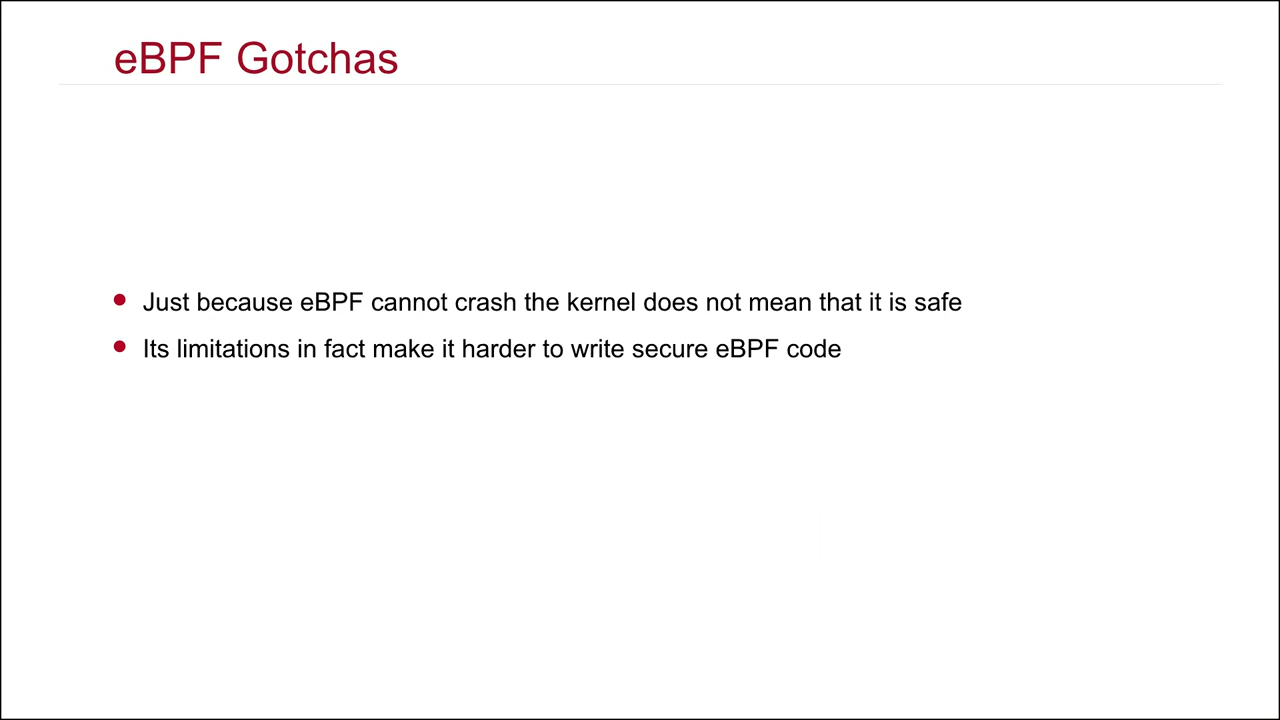 eBPF Gotchas
Just because eBPF cannot crash the kernel does not mean that it is safe
Its limitations in fact make it harder to write secure eBPF code